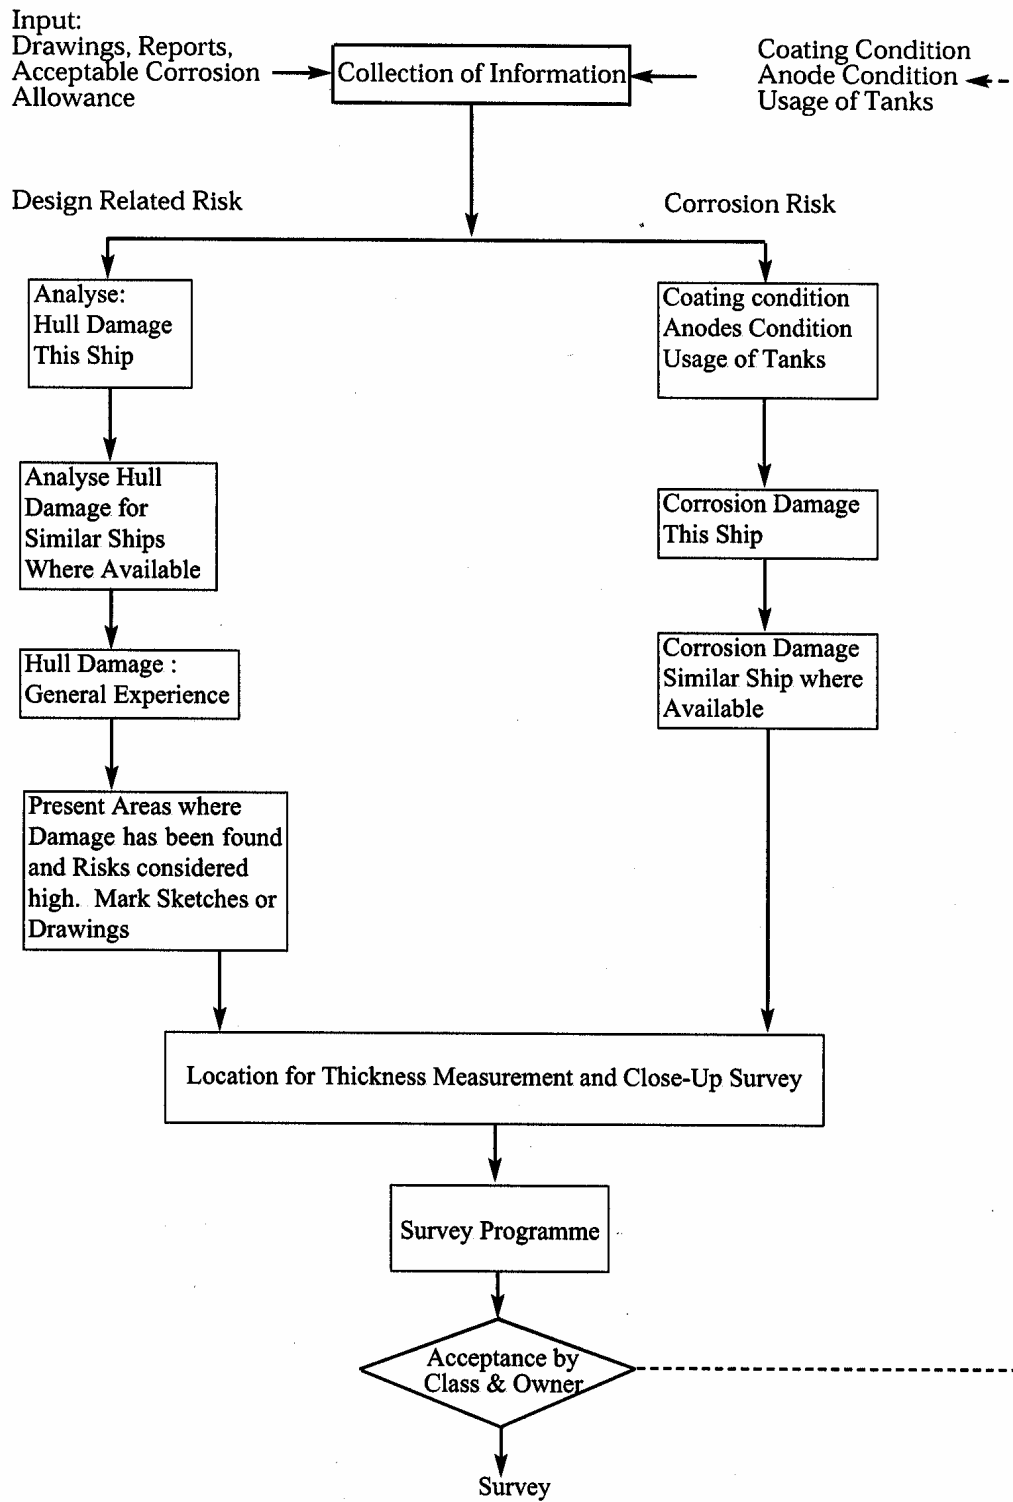 Input:
Drawings, Reports,
Acceptable Corrosion
Allowance
Collection of Information
Coating Condition
Anode Condition
Usage of Tanks
Design Related Risk
Corrosion Risk
Analyse:
Hull Damage
This Ship
Analyse Hull
Damage for
Similar Ships
Where Available
Hull Damage :
General Experience
Present Areas where
Damage has been found
and Risks considered
high. Mark Sketches or
Drawings
Coating condition
Anodes Condition
Usage of Tanks
Corrosion Damage
This Ship
Corrosion Damage
Similar Ship where
Available
Location for Thickness Measurement and Close-Up Survey
Survey Programme
Acceptance by
Class & Owner
Survey